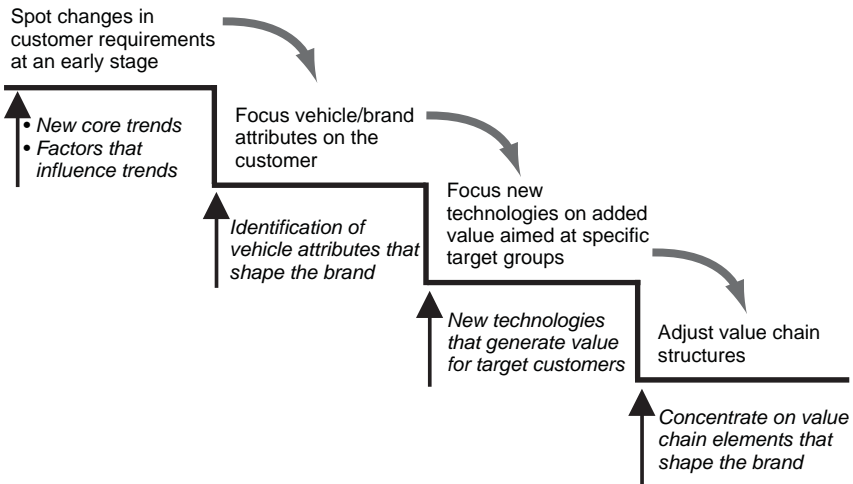 Spot changes in
customer requirements
at an early stage
• New core trends
• Factors that
influence trends
Focus vehicle/brand
attributes on the
customer
Identification of
vehicle attributes that
shape the brand
Focus new
technologies on added
value aimed at specific
target groups
New technologies
that generate value
for target customers
Adjust value chain
structures
Concentrate on value
chain elements that
shape the brand